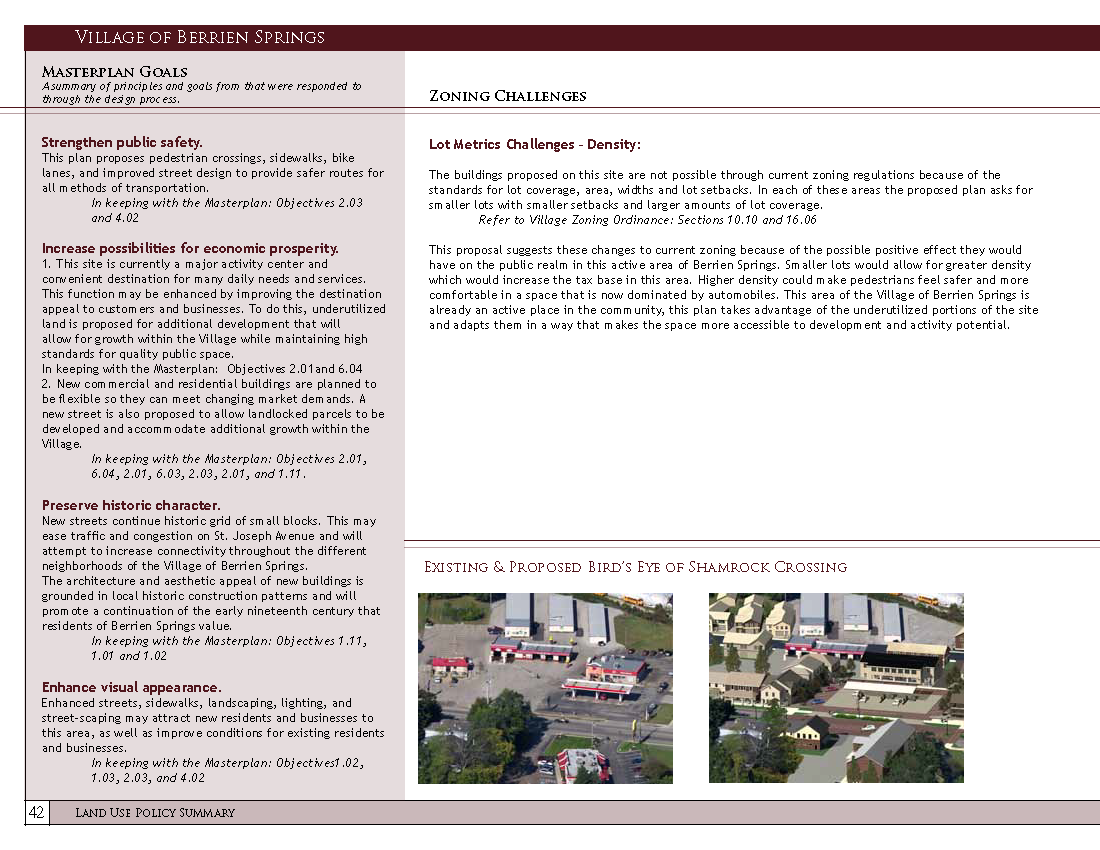 Village of Berrien Springs
Masterplan Goals
Asummary of principles and goals from that were responded to
through the design process.
Strengthen public safety.
This plan proposes pedestrian crossings, sidewalks, bike
lanes, and improved street design to provide safer routes for
all methods of transportation.
In keeping with the Masterplan: Objectives 2.03
and 4.02
Increase possibilities for economic prosperity.
1. This site is currently a major activity center and
convenient destination for many daily needs and services.
This function may be enhanced by improving the destination
appeal to customers and businesses. To do this, underutilized
land is proposed for additional development that will
allow for growth within the Village while maintaining high
standards for quality public space.
In keeping with the Masterplan: Objectives 2.01and 6.04
2. New commercial and residential buildings are planned to
be flexible so they can meet changing market demands. A
new street is also proposed to allow landlocked parcels to be
developed and accommodate additional growth within the
Village.
In keeping with the Masterplan: Objectives 2.01,
6.04, 2.01, 6.03, 2.03, 2.01, and 1.11.
Preserve historic character.
New streets continue historic grid of small blocks. This may
ease traffic and congestion on St. Joseph Avenue and will
attempt to increase connectivity throughout the different
neighborhoods of the Village of Berrien Springs.
The architecture and aesthetic appeal of new buildings is
grounded in local historic construction patterns and will
promote a continuation of the early nineteenth century that
residents of Berrien Springs value.
In keeping with the Masterplan: Objectives 1.11,
1.01 and 1.02
Enhance visual appearance.
Enhanced streets, sidewalks, landscaping, lighting, and
street-scaping may attract new residents and businesses to
this area, as well as improve conditions for existing residents
and businesses.
In keeping with the Masterplan: Objectives1.02,
1.03, 2.03, and 4.02
Zoning Challenges
Lot Metrics Challenges - Density:
The buildings proposed on this site are not possible through current zoning regulations because of the
standards for lot coverage, area, widths and lot setbacks. In each of these areas the proposed plan asks for
smaller lots with smaller setbacks and larger amounts of lot coverage.
Refer to Village Zoning Ordinance: Sections 10.10 and 16.06
This proposal suggests these changes to current zoning because of the possible positive effect they would
have on the public realm in this active area of Berrien Springs. Smaller lots would allow for greater density
which would increase the tax base in this area. Higher density could make pedestrians feel safer and more
comfortable in a space that is now dominated by automobiles. This area of the Village of Berrien Springs is
already an active place in the community, this plan takes advantage of the underutilized portions of the site
and adapts them in a way that makes the space more accessible to development and activity potential.
Existing & Proposed Bird's Eye of Shamrock Crossing
42
Land Use Policy Summary